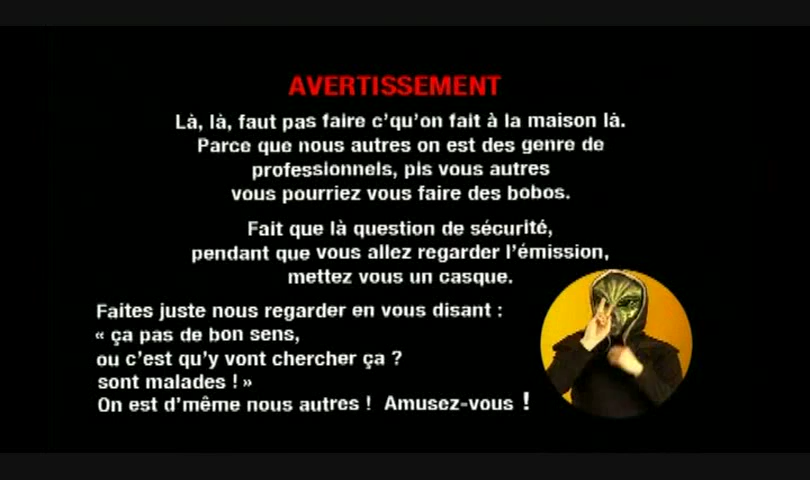 AVERTISSEMENT
Là, là, faut pas faire c'qu'on fait à la maison là.
Parce que nous autres on est des genre de
professionnels, pis vous autres
vous pourriez vous faire des bobos.
Fait que là question de sécurité,
pendant que vous allez regarder l'émission,
mettez vous un casque.
Faites juste nous regarder en vous disant :
« ça pas de bon sens,
ou c'est qu'y vont chercher ça ?
sont malades ! »
On est d'même nous autres ! Amusez-vous !